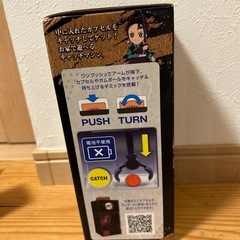 中に入れたカプセルを
キャッチしてゲット!
お家で遊べる
キャッチマシン
ワンプッシュでアームが降下、
カプセルやガムボールをキャッチ&
持ち上げるギミックを搭載!
PUSH
TURN
電池不使用
CATCH